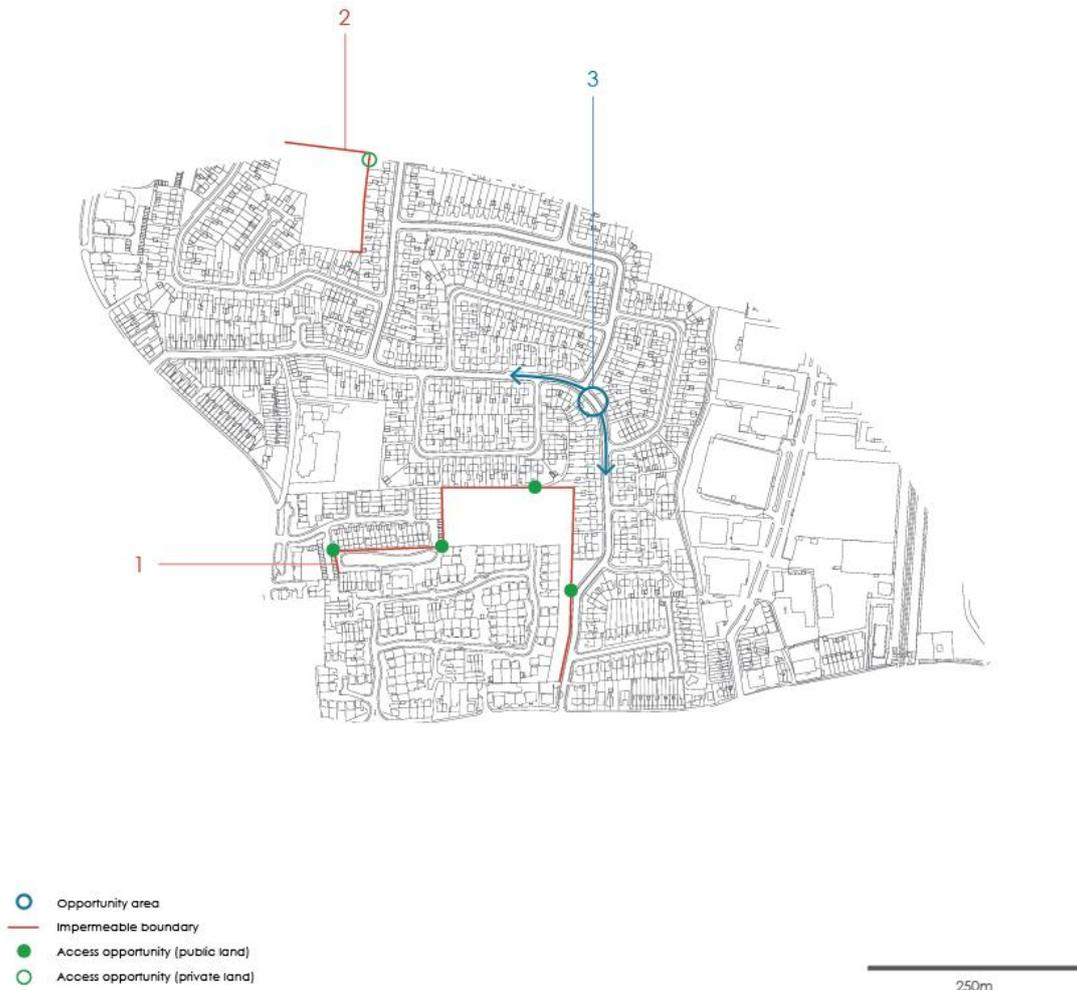 2
3
1
Opportunity area
Impermeable boundary
Access opportunity (public land)
Access opportunity (private land)
250m